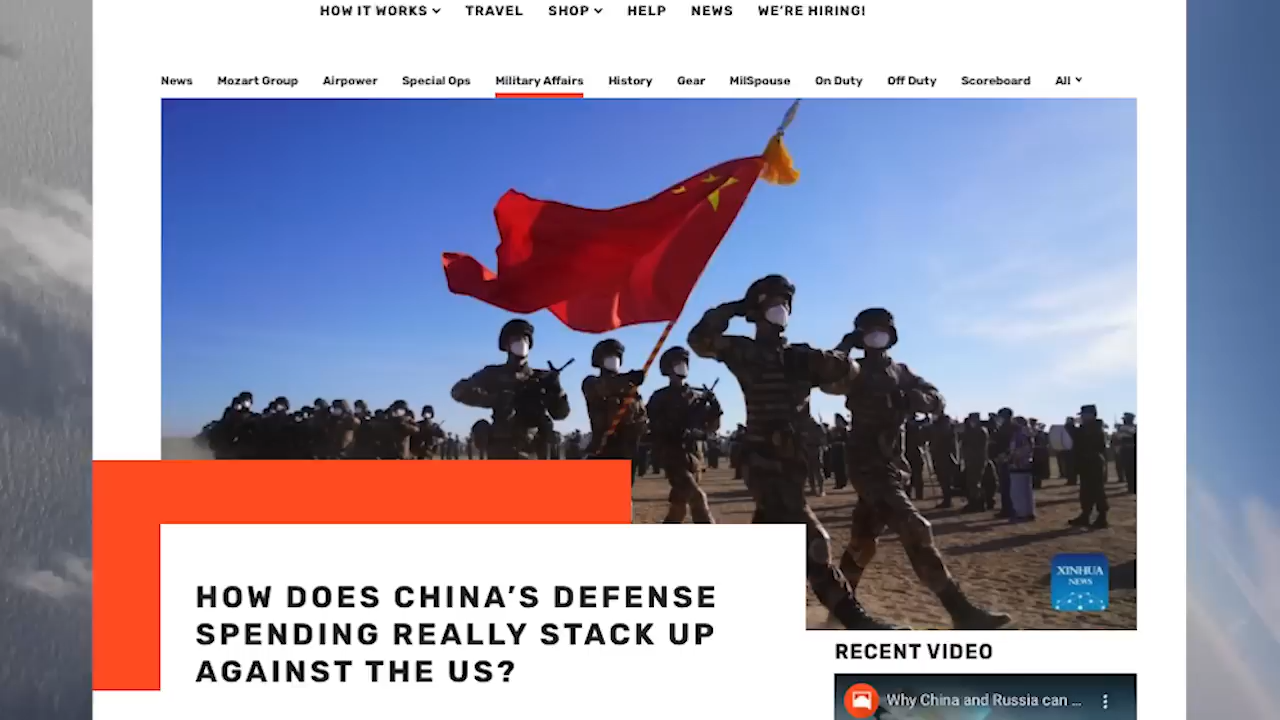 HOW IT WORKS TRAVEL SHOP HELP NEWS WE'RE HIRING!
News Mozart Group Airpower Special Ops Military Affairs History Gear MilSpouse On Duty Off Duty Scoreboard All
XINHUA
NEWS
HOW DOES CHINA'S DEFENSE
SPENDING REALLY STACK UP
AGAINST THE US?
RECENT VIDEO
Why China and Russia can ...